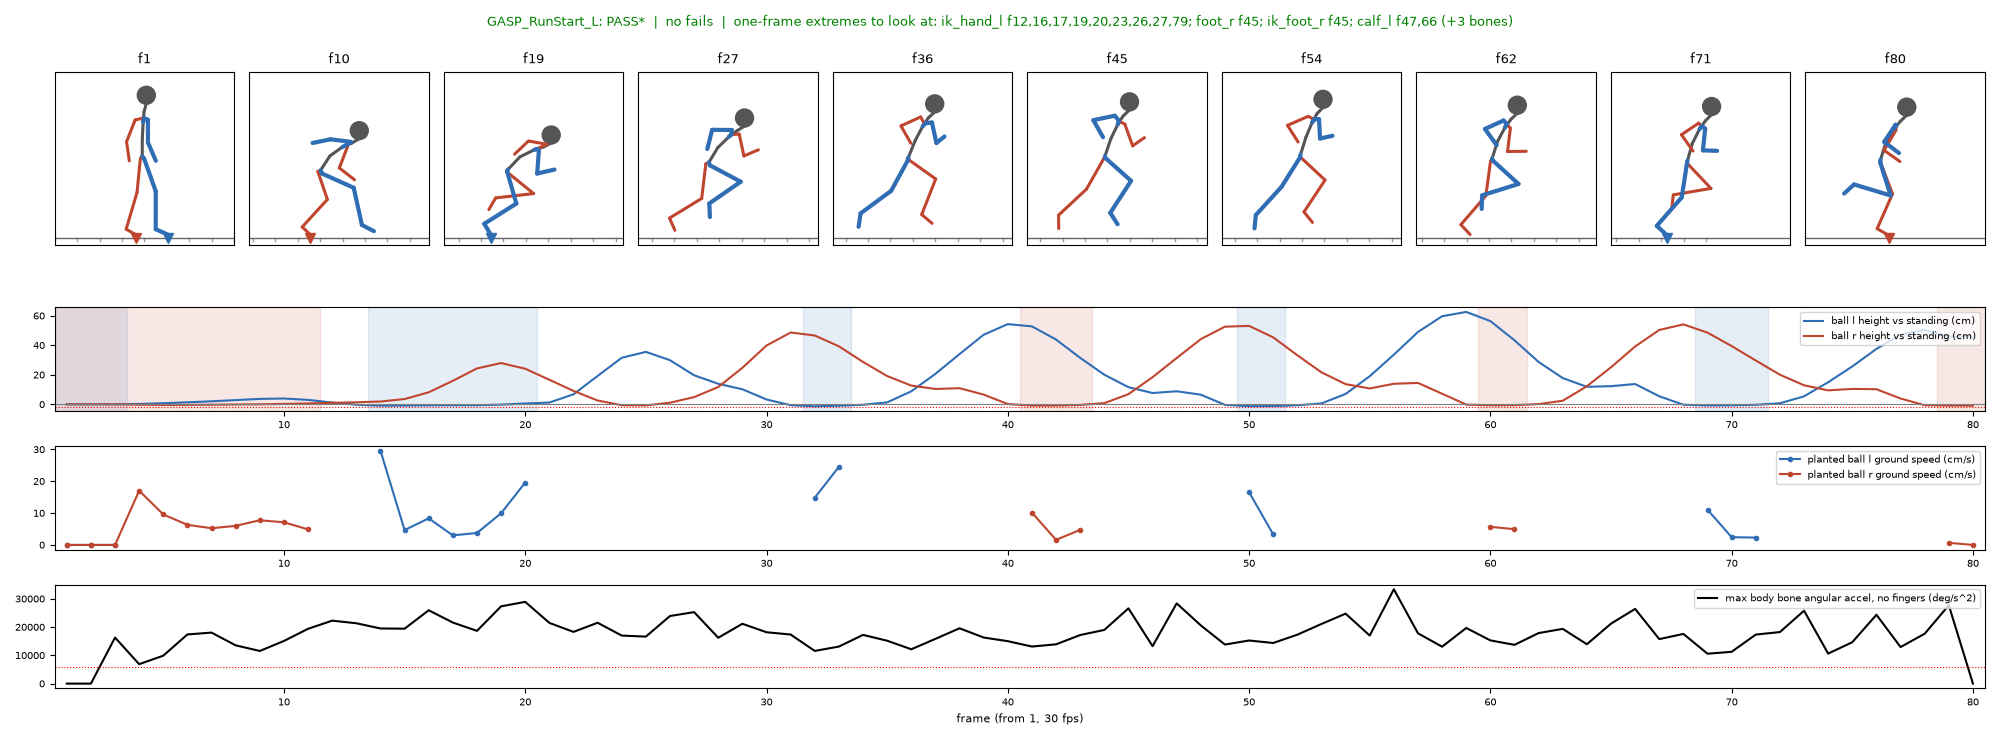 GASP_RunStart_L: PASS* | no fails | one-frame extremes to look at: ik_hand_l f12,16,17,19,20,23,26,27,79; foot_r f45; ik_foot_r f45; calf_l f47,66 (+3 bones)
f1 f10 f19 f27 f36 f45 f54 f62 f71 f80
ball l height vs standing (cm)
ball r height vs standing (cm)
60
40
20
0
10 20 30 40 50 60 70 80
planted ball l ground speed (cm/s)
planted ball r ground speed (cm/s)
30
20
10
0
10 20 30 40 50 60 70 80
max body bone angular accel, no fingers (deg/s^2)
30000
20000
10000
0
10 20 30 40 50 60 70 80
frame (from 1, 30 fps)